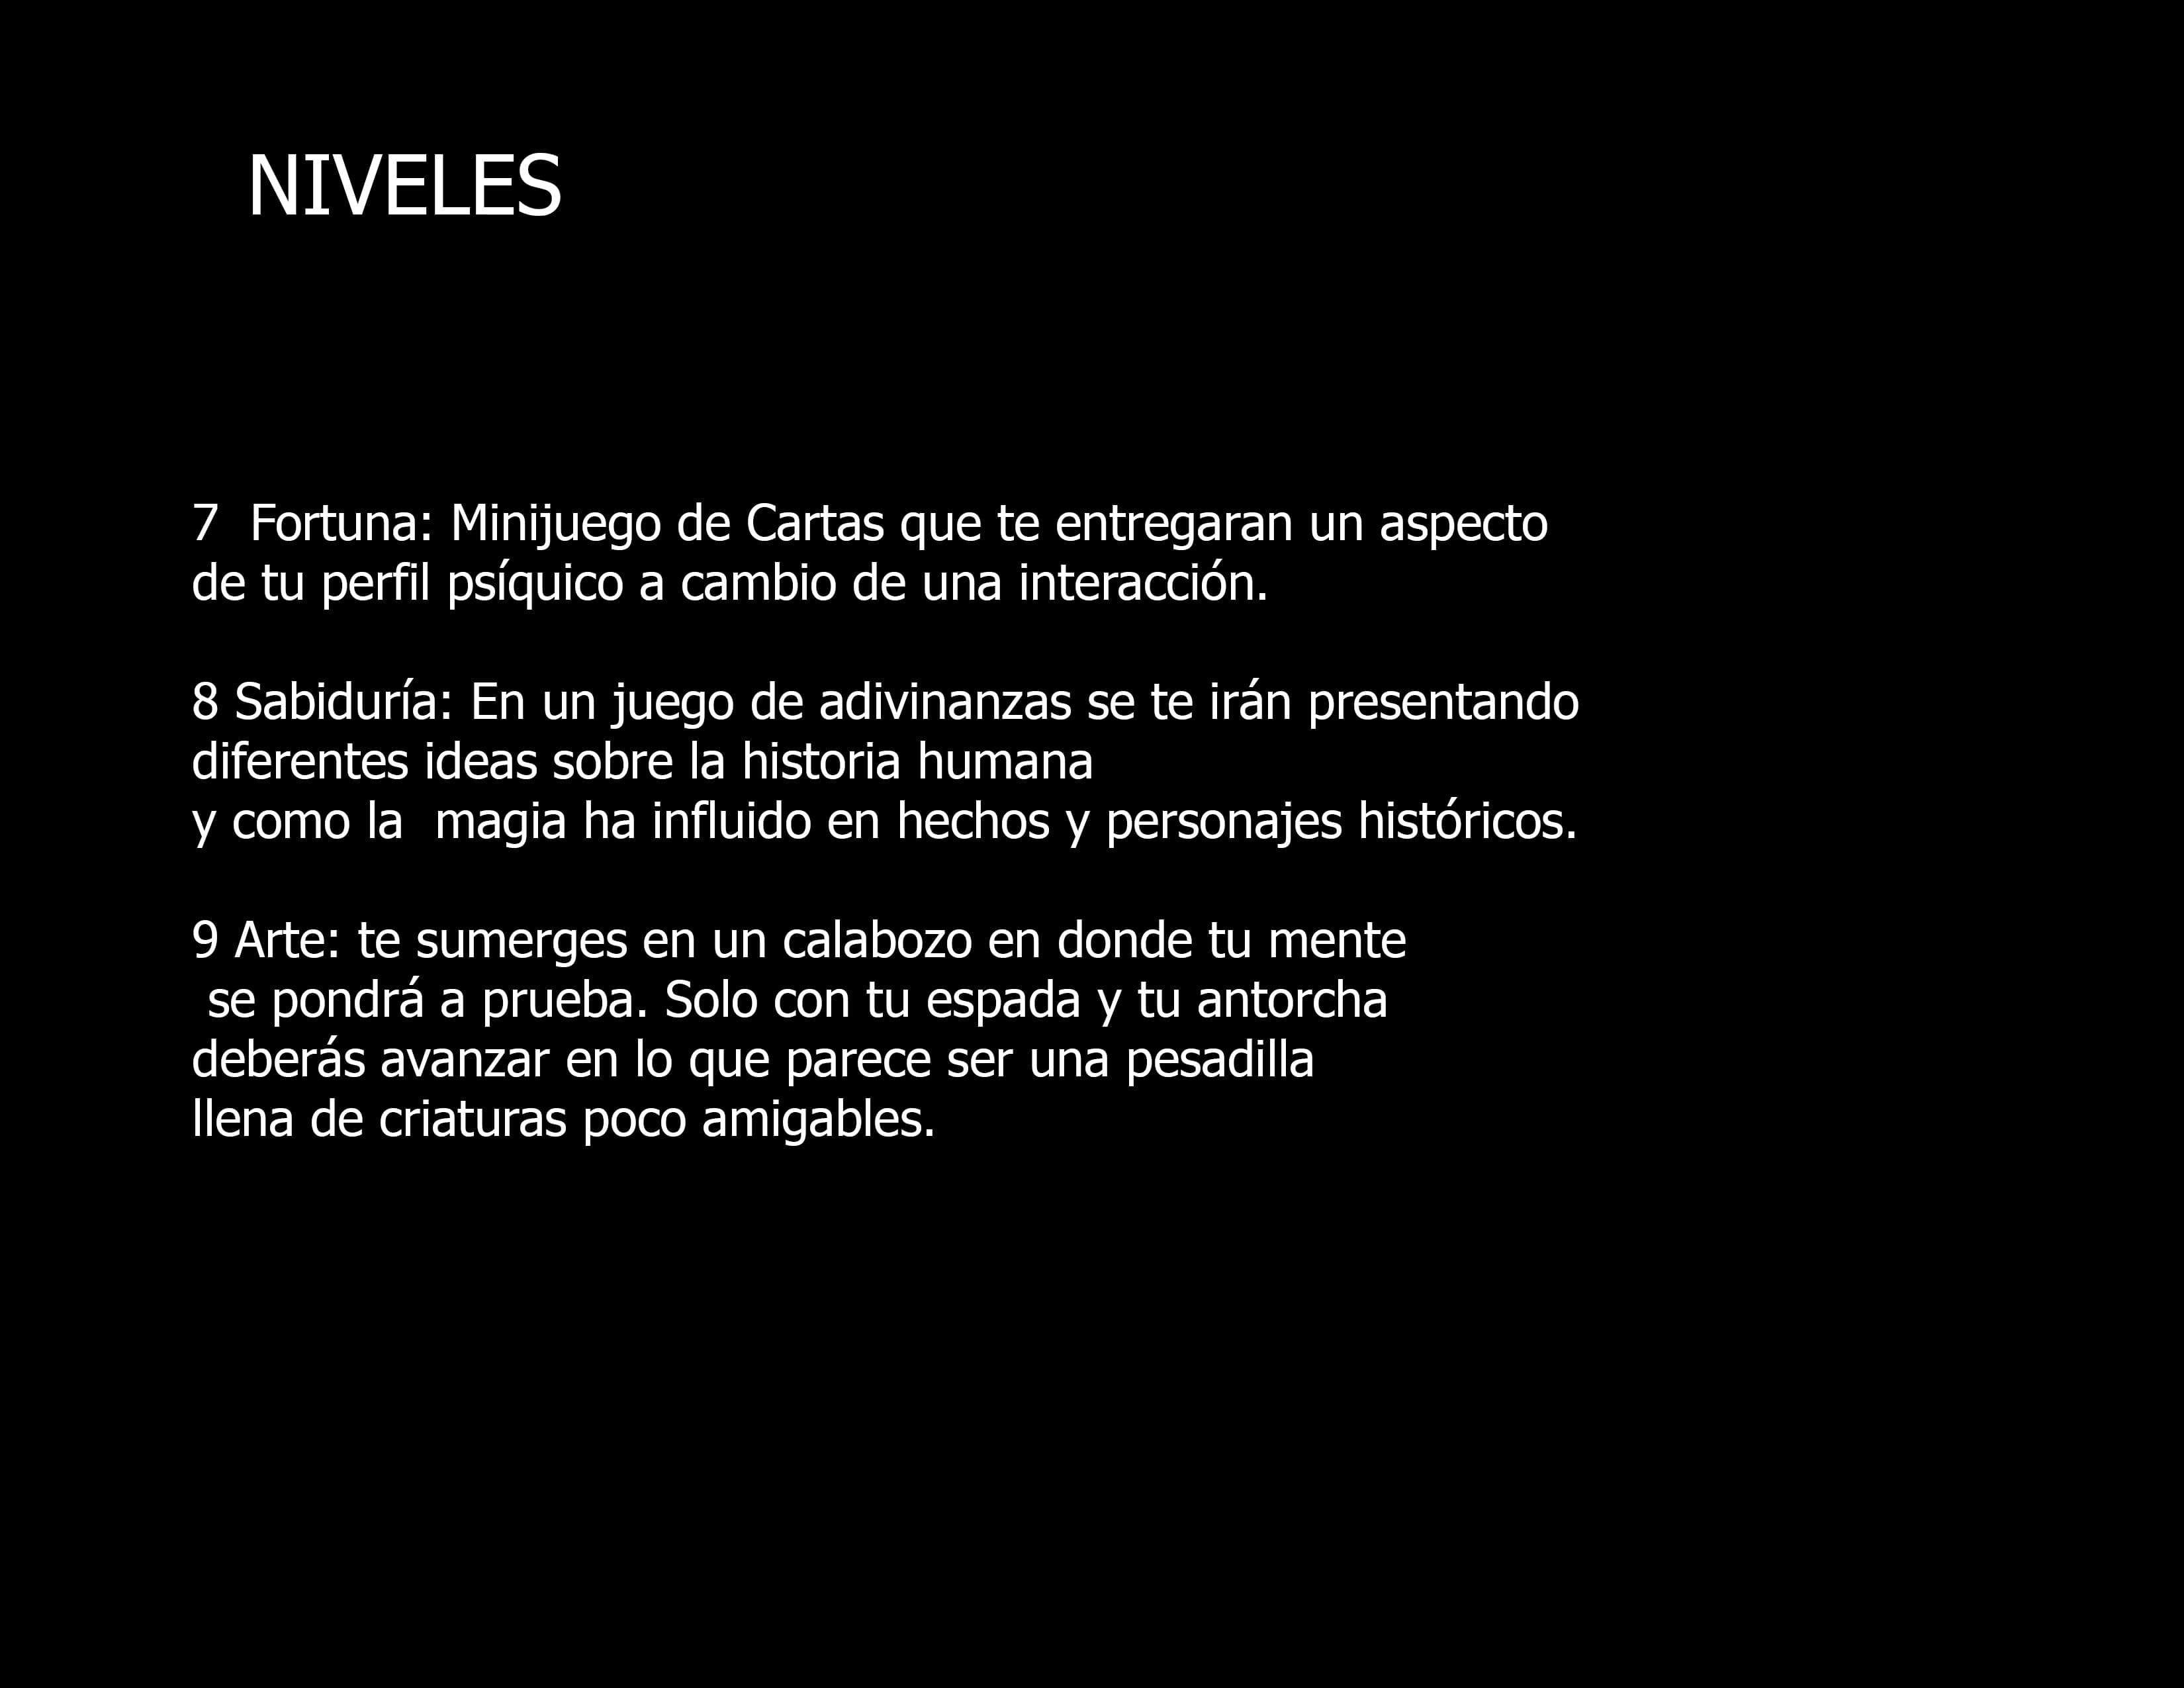 NIVELES
7  Fortuna: Minijuego de Cartas que te entregaran un aspecto
de tu perfil psíquico a cambio de una interacción.
8 Sabiduría: En un juego de adivinanzas se te irán presentando
diferentes ideas sobre la historia humana
y como la  magia ha influido en hechos y personajes históricos.
9 Arte: te sumerges en un calabozo en donde tu mente
se pondrá a prueba. Solo con tu espada y tu antorcha
deberás avanzar en lo que parece ser una pesadilla
llena de criaturas poco amigables.